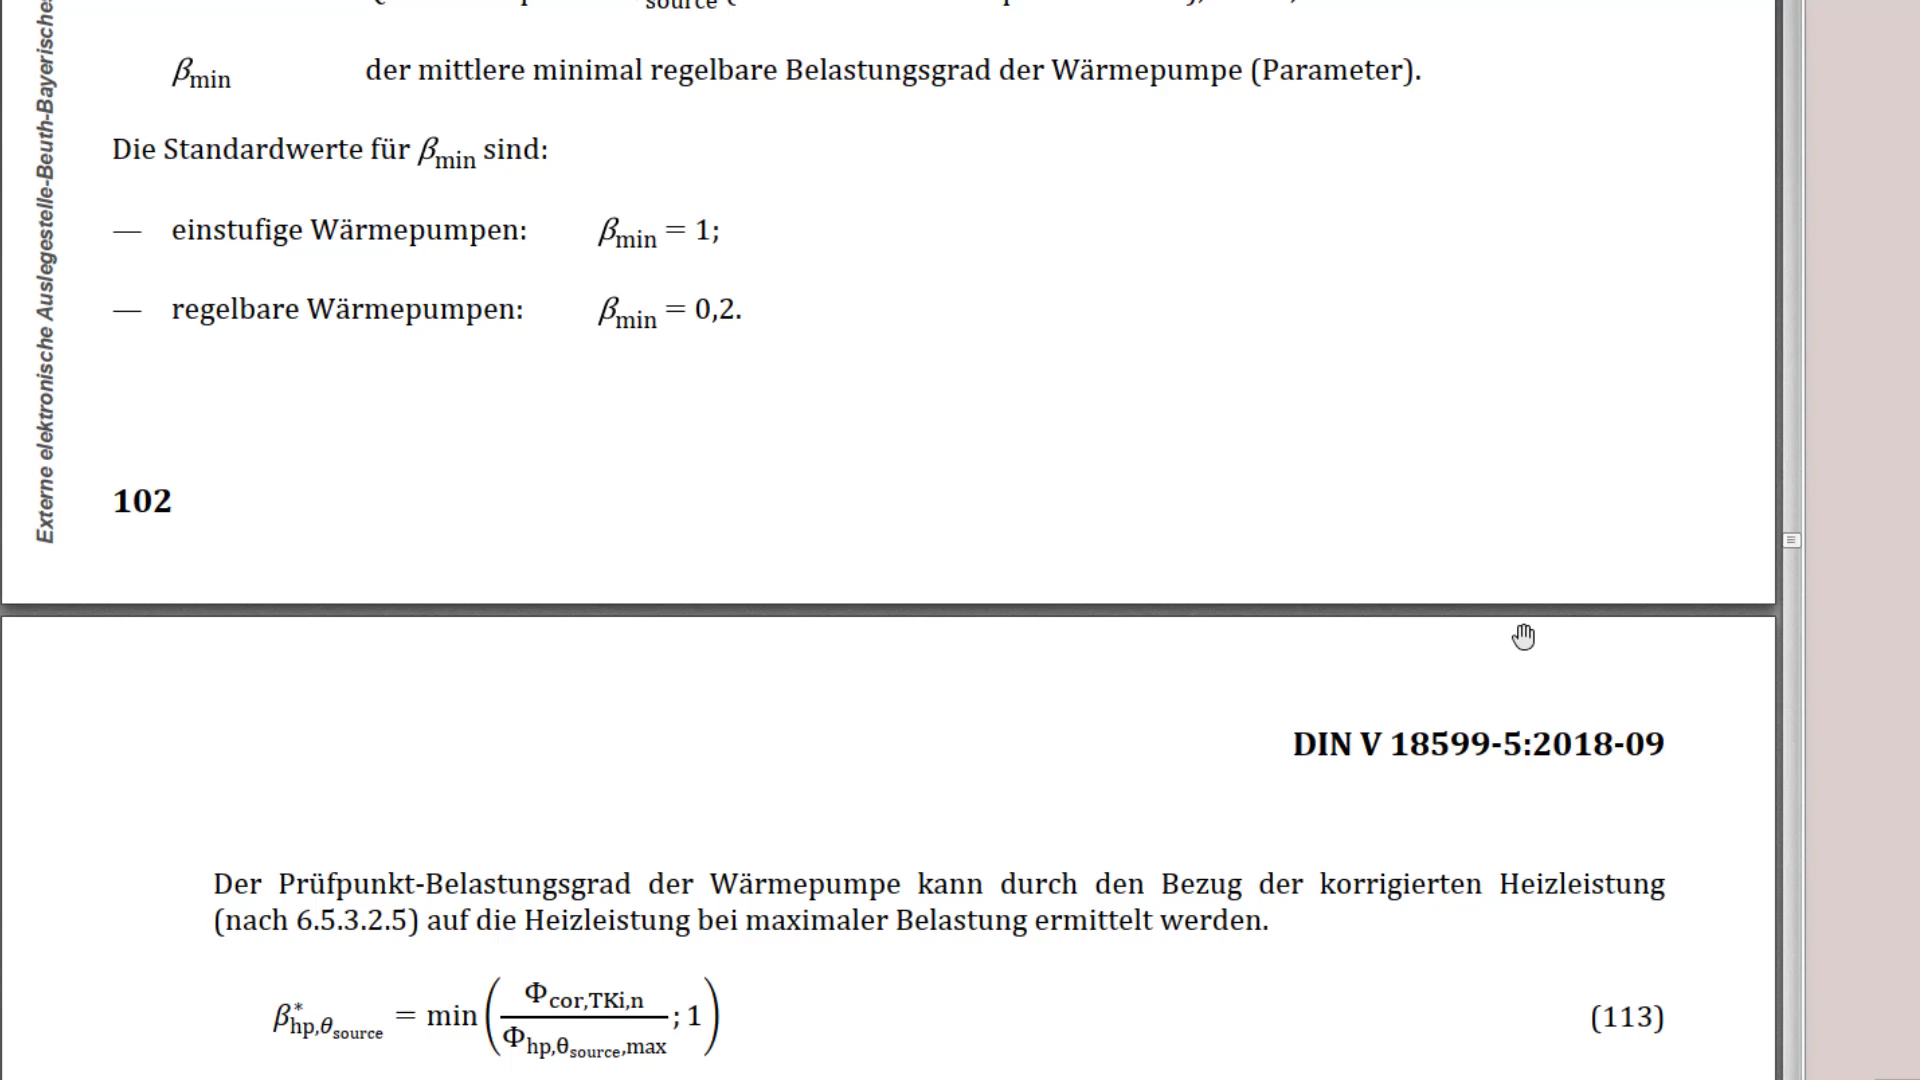 source
βmin der mittlere minimal regelbare Belastungsgrad der Wärmepumpe (Parameter).
Die Standardwerte für βmin sind:
— einstufige Wärmepumpen: βmin = 1;
— regelbare Wärmepumpen: βmin = 0,2.
102
Externe elektronische Auslegestelle-Beuth-Bayerisches
DIN V 18599-5:2018-09
Der Prüfpunkt-Belastungsgrad der Wärmepumpe kann durch den Bezug der korrigierten Heizleistung
(nach 6.5.3.2.5) auf die Heizleistung bei maximaler Belastung ermittelt werden.
β*hp,θsource = min(Φcor,TKi,n / Φhp,θsource,max ; 1) (113)